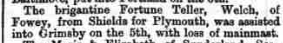 The brigantine Fortune Teller, Welch, of
Fowey, from Shields for Plymouth, was assisted
into Grimsby on the 5th, with loss of mainmast.